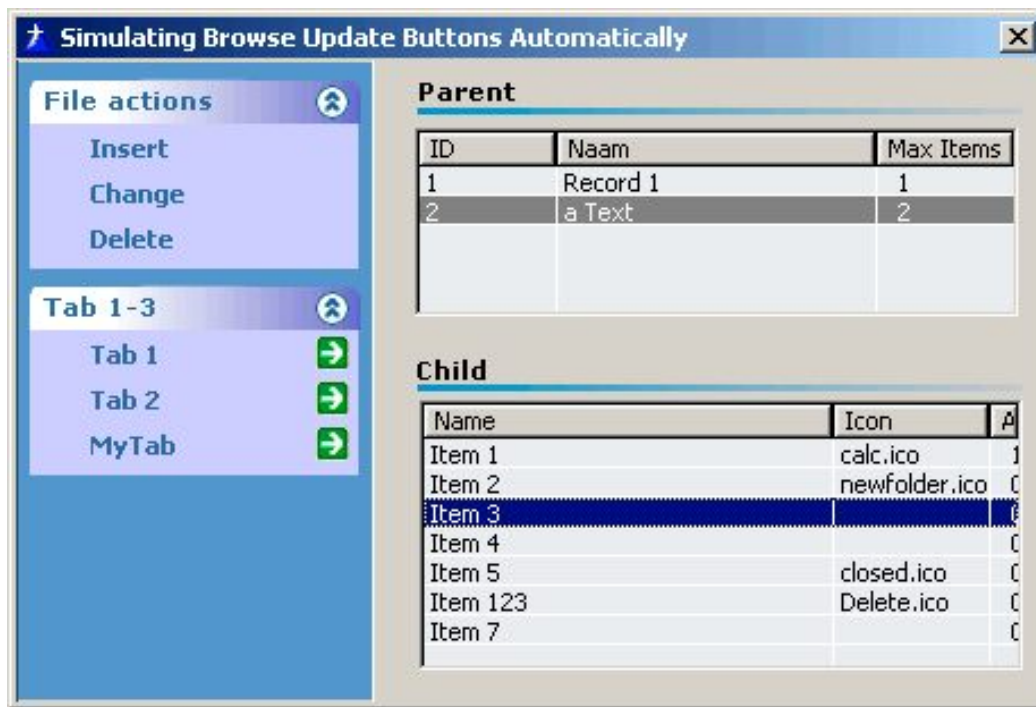 Simulating Browse Update Buttons Automatically
File actions
Insert
Change
Delete
Tab 1-3
Tab 1
Tab 2
MyTab
Parent
ID Naam Max Items
1 Record 1 1
2 a Text 2
Child
Name Icon A
Item 1 calc.ico 1
Item 2 newfolder.ico
Item 3
Item 4
Item 5 closed.ico
Item 123 Delete.ico
Item 7